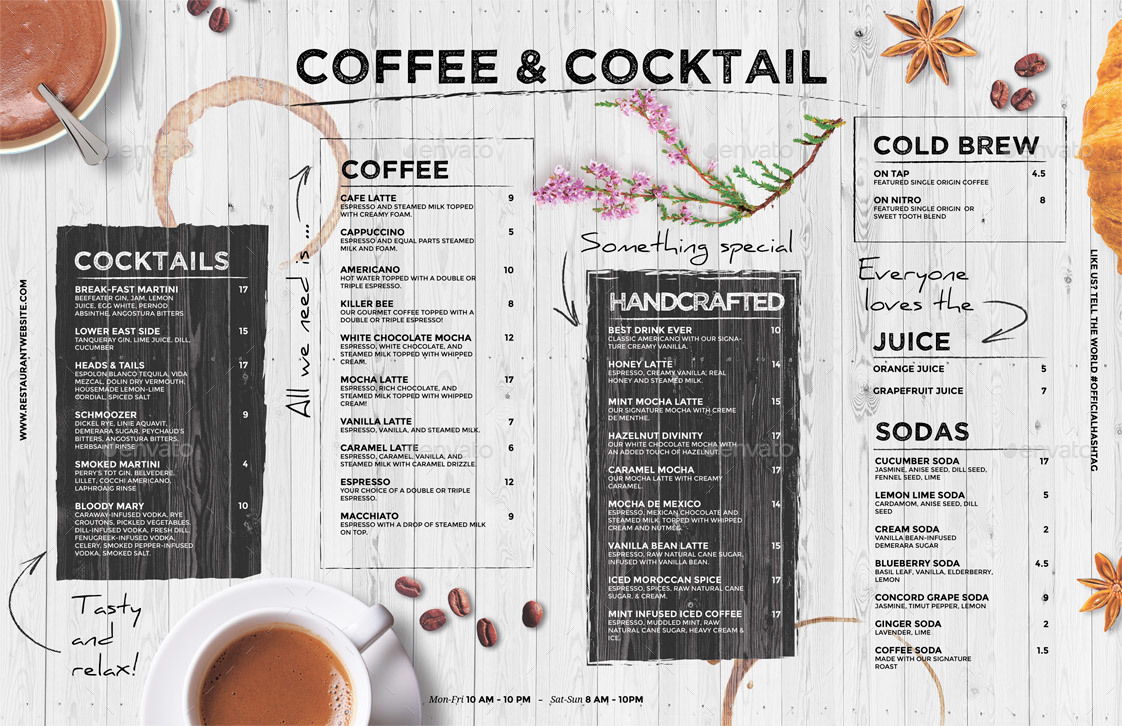 COFFEE & COCKTAIL
WWW.RESTAURANTWEBSITE.COM
COCKTAILS
BREAK-FAST MARTINI 17
BEEFEATER GIN, JAM, LEMON
JUICE, EGG WHITE, PERNOD
ABSINTHE, ANGOSTURA BITTERS
LOWER EAST SIDE 15
TANQUERAY GIN, LIME JUICE, DILL,
CUCUMBER
HEADS & TAILS 17
ESPOLON BLANCO TEQUILA, VIDA
MEZCAL, DOLIN DRY VERMOUTH,
HOUSEMADE LEMON-LIME
CORDIAL, SPICED SALT
SCHMOOZER 9
DICKEL RYE, LINIE AQUAVIT,
DEMERARA SUGAR, PEYCHAUD'S
BITTERS, ANGOSTURA BITTERS,
HERBSAINT RINSE
SMOKED MARTINI 4
PERRY'S TOT GIN, BELVEDERE,
LILLET, COCCHI AMERICANO,
LAPHROAIG RINSE
BLOODY MARY 10
CARAWAY-INFUSED VODKA, RYE
CROUTONS, PICKLED VEGETABLES,
DILL-INFUSED VODKA, FRESH DILL,
FENUGREEK-INFUSED VODKA,
CELERY, SMOKED PEPPER-INFUSED
VODKA, SMOKED SALT.
Tasty
and
relax!
All we need is ...
COFFEE
CAFE LATTE 9
ESPRESSO AND STEAMED MILK TOPPED
WITH CREAMY FOAM.
CAPPUCCINO 5
ESPRESSO AND EQUAL PARTS STEAMED
MILK AND FOAM.
AMERICANO 10
HOT WATER TOPPED WITH A DOUBLE OR
TRIPLE ESPRESSO.
KILLER BEE 8
OUR GOURMET COFFEE TOPPED WITH A
DOUBLE OR TRIPLE ESPRESSO!
WHITE CHOCOLATE MOCHA 12
ESPRESSO, WHITE CHOCOLATE, AND
STEAMED MILK TOPPED WITH WHIPPED
CREAM.
MOCHA LATTE 17
ESPRESSO, RICH CHOCOLATE, AND
STEAMED MILK TOPPED WITH WHIPPED
CREAM!
VANILLA LATTE 7
ESPRESSO, VANILLA, AND STEAMED MILK.
CARAMEL LATTE 6
ESPRESSO, CARAMEL, VANILLA, AND
STEAMED MILK WITH CARAMEL DRIZZLE.
ESPRESSO 12
YOUR CHOICE OF A DOUBLE OR TRIPLE
ESPRESSO.
MACCHIATO 9
ESPRESSO WITH A DROP OF STEAMED MILK
ON TOP.
Something special
HANDCRAFTED
BEST DRINK EVER 10
CLASSIC AMERICANO WITH OUR SIGNA-
TURE CREAMY VANILLA.
HONEY LATTE 14
ESPRESSO, CREAMY VANILLA, REAL
HONEY AND STEAMED MILK.
MINT MOCHA LATTE 15
OUR SIGNATURE MOCHA WITH CREME
DE MENTHE.
HAZELNUT DIVINITY 17
OUR WHITE CHOCOLATE MOCHA WITH
AN ADDED TOUCH OF HAZELNUT.
CARAMEL MOCHA 17
OUR MOCHA LATTE WITH CREAMY
CARAMEL.
MOCHA DE MEXICO 14
ESPRESSO, MEXICAN CHOCOLATE AND
STEAMED MILK, TOPPED WITH WHIPPED
CREAM AND NUTMEG.
VANILLA BEAN LATTE 15
ESPRESSO, RAW NATURAL CANE SUGAR,
INFUSED WITH VANILLA BEAN.
ICED MOROCCAN SPICE 17
ESPRESSO, SPICES, RAW NATURAL CANE
SUGAR, & CREAM.
MINT INFUSED ICED COFFEE 17
ESPRESSO, MUDDLED MINT, RAW
NATURAL CANE SUGAR, HEAVY CREAM &
ICE.
COLD BREW
ON TAP 4.5
FEATURED SINGLE ORIGIN COFFEE
ON NITRO 8
FEATURED SINGLE ORIGIN OR
SWEET TOOTH BLEND
Everyone
loves the
JUICE
ORANGE JUICE 5
GRAPEFRUIT JUICE 7
SODAS
CUCUMBER SODA 17
JASMINE, ANISE SEED, DILL SEED,
FENNEL SEED, LIME
LEMON LIME SODA 5
CARDAMOM, ANISE SEED, DILL
SEED
CREAM SODA 2
VANILLA BEAN-INFUSED
DEMERARA SUGAR
BLUEBERRY SODA 4.5
BASIL LEAF, VANILLA, ELDERBERRY,
LEMON
CONCORD GRAPE SODA 9
JASMINE, TIMUT PEPPER, LEMON
GINGER SODA 2
LAVENDER, LIME
COFFEE SODA 1.5
MADE WITH OUR SIGNATURE
ROAST
LIKE US? TELL THE WORLD #OFFICIALHASHTAG
Mon-Fri 10 AM - 10 PM - Sat-Sun 8 AM - 10PM
envato
envato
envato
envato
envato
envato